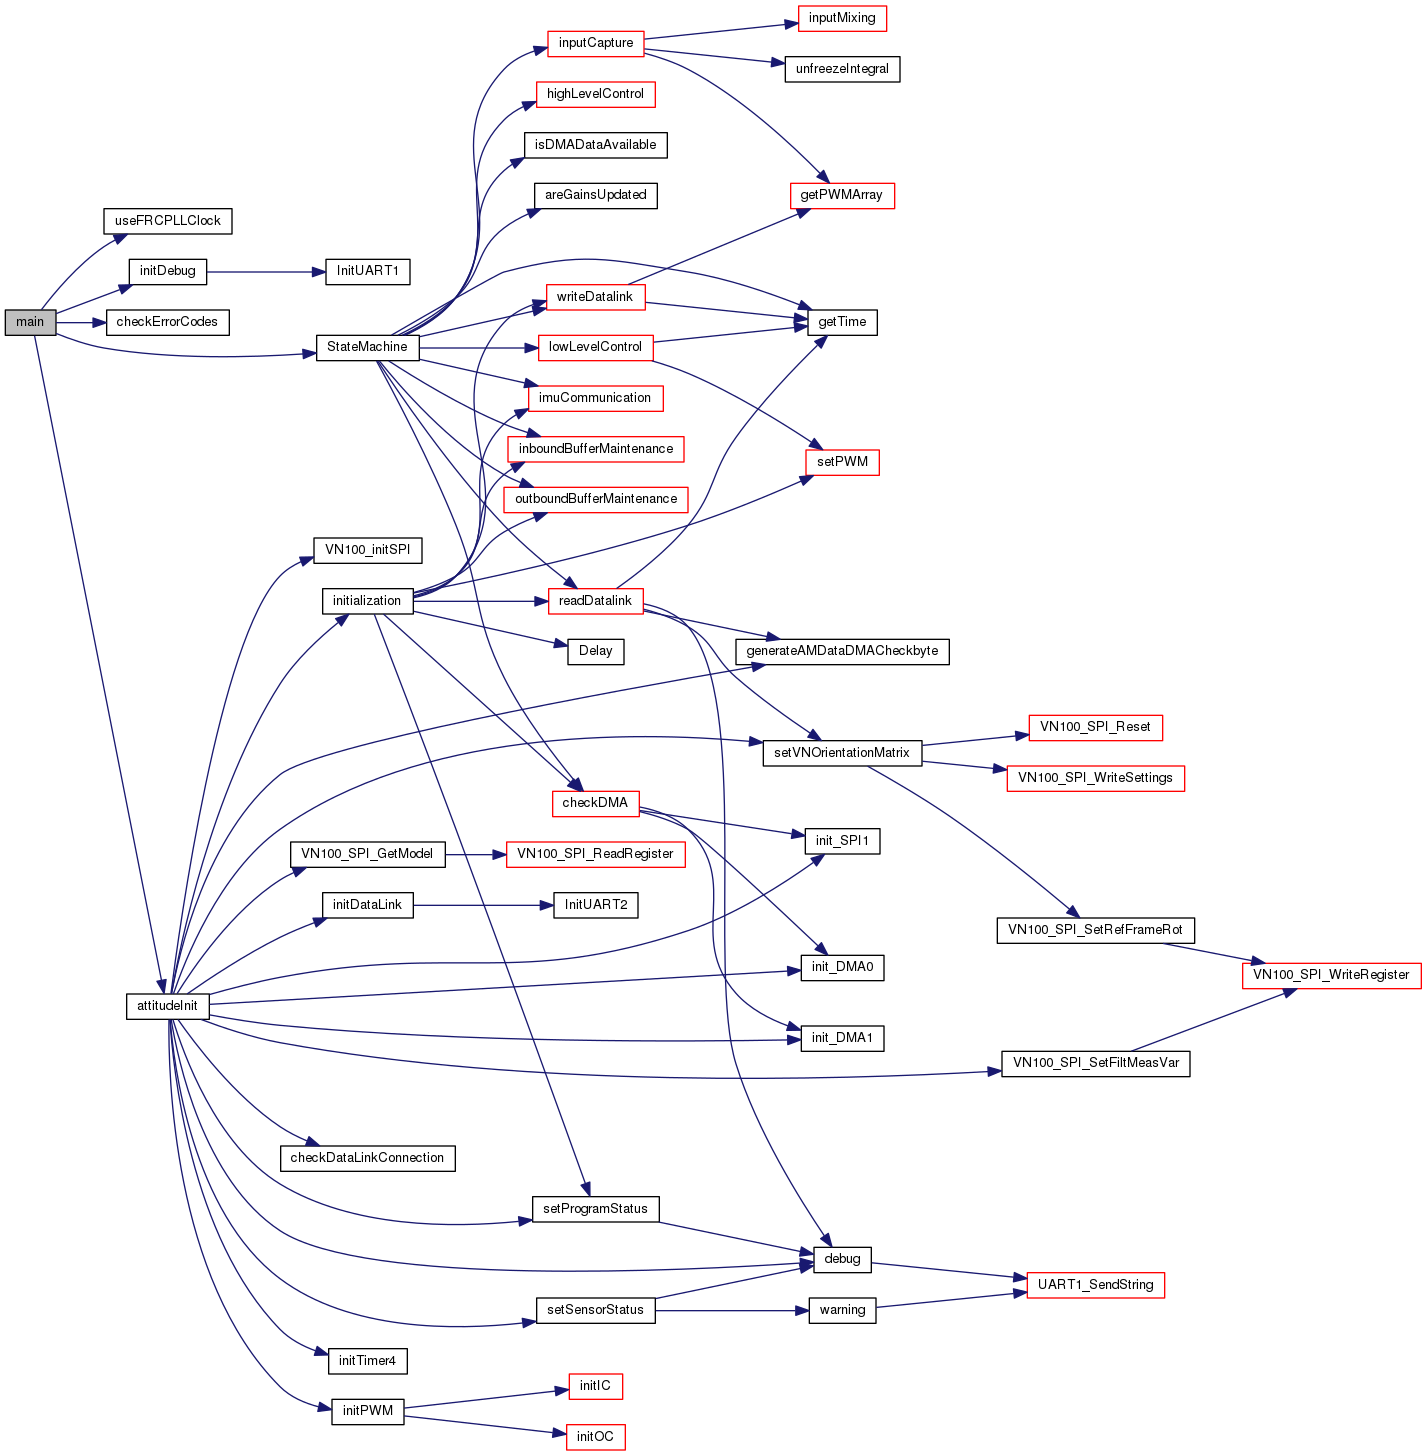 inputMixing
inputCapture
unfreezeIntegral
highLevelControl
isDMADataAvailable
areGainsUpdated
getPWMArray
useFRCPLLClock
initDebug
InitUART1
writeDatalink
main
checkErrorCodes
getTime
StateMachine
lowLevelControl
imuCommunication
inboundBufferMaintenance
setPWM
outboundBufferMaintenance
VN100_initSPI
initialization
readDatalink
Delay
generateAMDataDMACheckbyte
VN100_SPI_Reset
setVNOrientationMatrix
VN100_SPI_WriteSettings
checkDMA
init_SPI1
VN100_SPI_GetModel
VN100_SPI_ReadRegister
initDataLink
InitUART2
VN100_SPI_SetRefFrameRot
init_DMA0
VN100_SPI_WriteRegister
attitudeInit
init_DMA1
VN100_SPI_SetFiltMeasVar
checkDataLinkConnection
setProgramStatus
debug
UART1_SendString
setSensorStatus
warning
initTimer4
initIC
initPWM
initOC